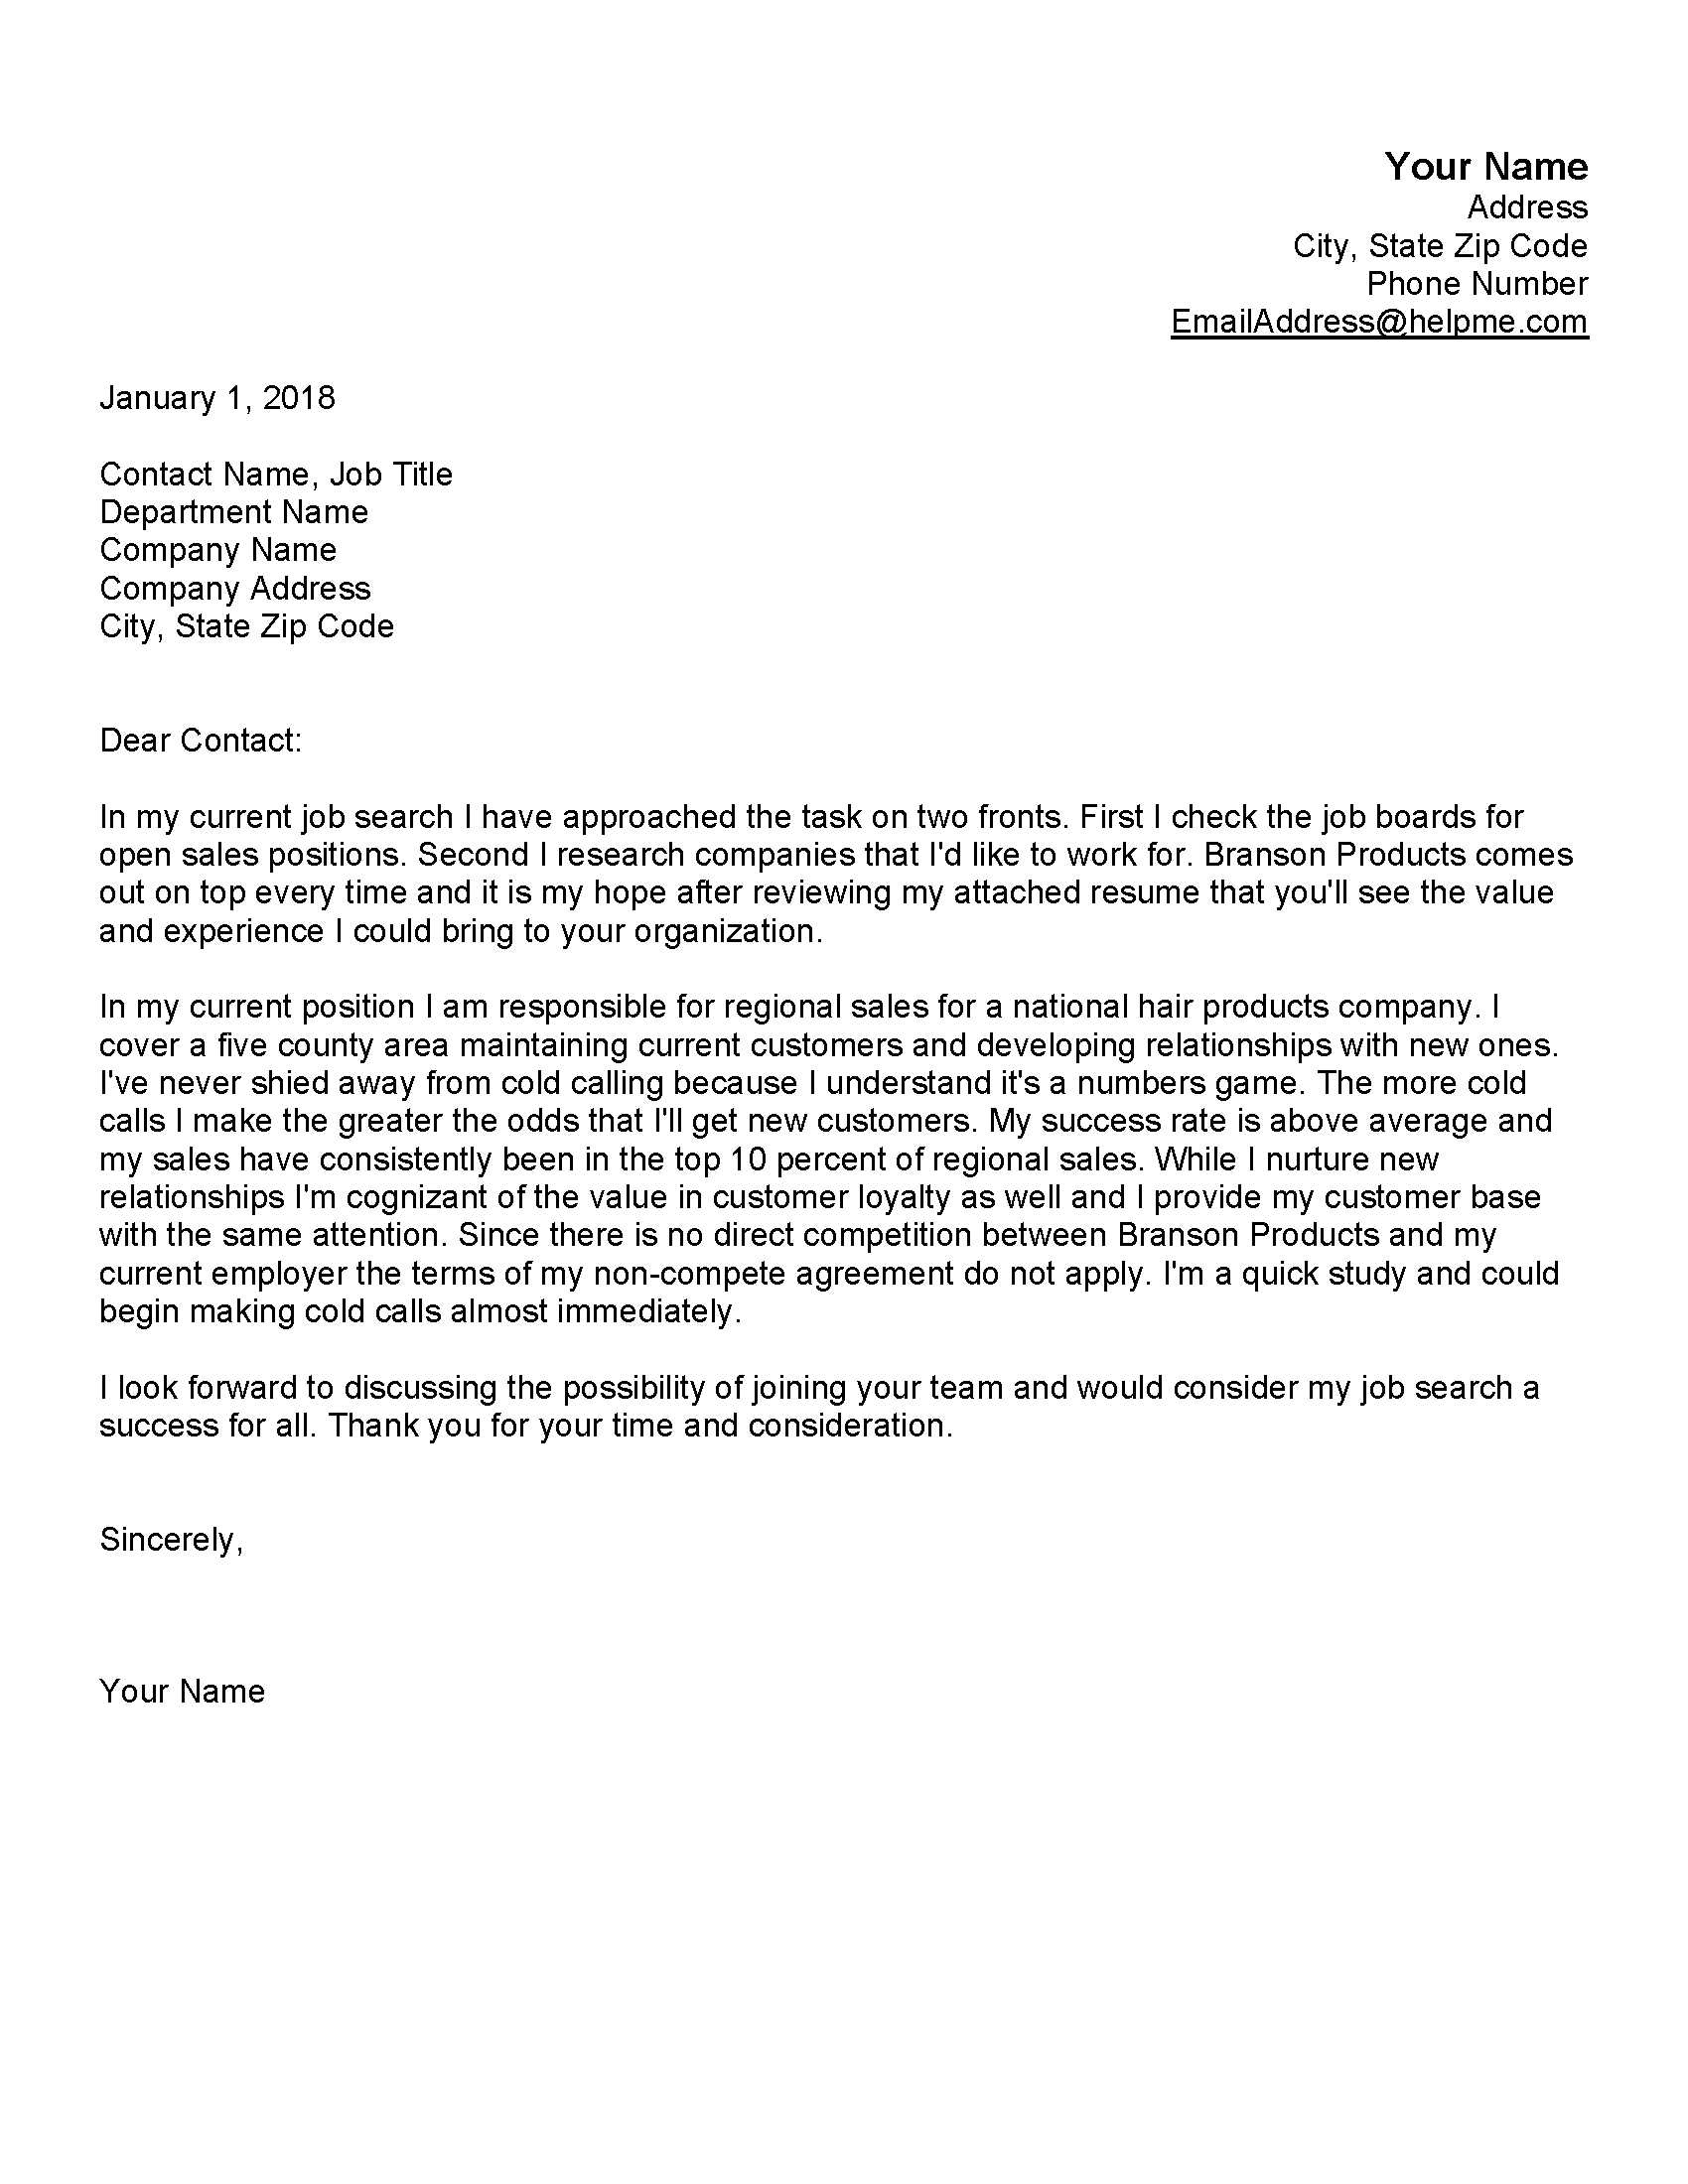 Your Name
Address
City, State Zip Code
Phone Number
EmailAddress@helpme.com
January 1, 2018
Contact Name, Job Title
Department Name
Company Name
Company Address
City, State Zip Code
Dear Contact:
In my current job search I have approached the task on two fronts. First I check the job boards for
open sales positions. Second I research companies that I'd like to work for. Branson Products comes
out on top every time and it is my hope after reviewing my attached resume that you'll see the value
and experience I could bring to your organization.
In my current position I am responsible for regional sales for a national hair products company. I
cover a five county area maintaining current customers and developing relationships with new ones.
I've never shied away from cold calling because I understand it's a numbers game. The more cold
calls I make the greater the odds that I'll get new customers. My success rate is above average and
my sales have consistently been in the top 10 percent of regional sales. While I nurture new
relationships I'm cognizant of the value in customer loyalty as well and I provide my customer base
with the same attention. Since there is no direct competition between Branson Products and my
current employer the terms of my non-compete agreement do not apply. I'm a quick study and could
begin making cold calls almost immediately.
I look forward to discussing the possibility of joining your team and would consider my job search a
success for all. Thank you for your time and consideration.
Sincerely,
Your Name